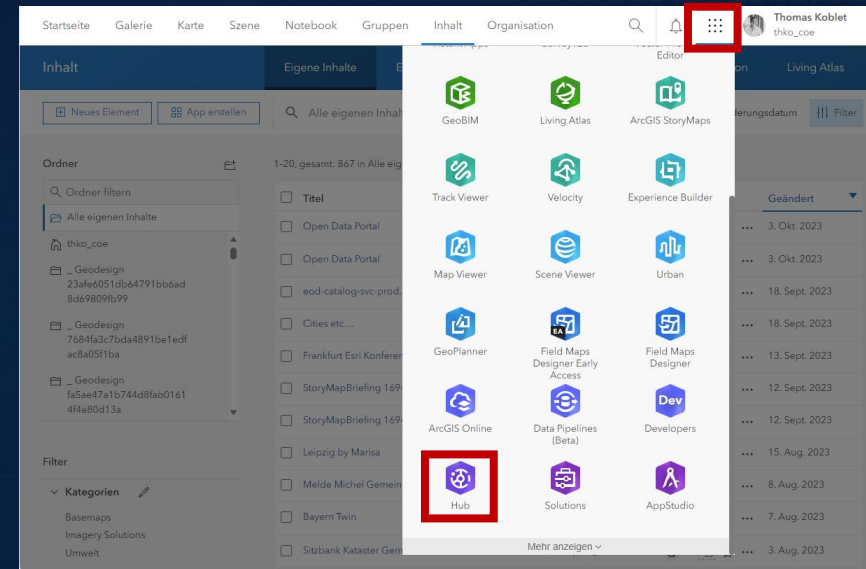 Startseite Galerie Karte Szene Notebook Gruppen Inhalt Organisation Thomas Koblet
thko_coe
Inhalt Eigene Inhalte Living Atlas
Editor
Neues Element App erstellen Alle eigenen Inhalt Filter
GeoBIM Living Atlas ArcGIS StoryMaps
Ordner 1-20, gesamt: 867 in Alle eig
Ordner filtern Titel Geändert
Track Viewer Velocity Experience Builder
Alle eigenen Inhalte
Open Data Portal 3. Okt. 2023
thko_coe
Open Data Portal 3. Okt. 2023
_ Geodesign
23afe6051db64791bb6ad
8d69809fb99
Map Viewer Scene Viewer Urban
eod-catalog-svc-prod. 18. Sept. 2023
_ Geodesign
7684fa3c7bda4891be1edf
ac8a05f1ba
Cities etc.... 18. Sept. 2023
EA
GeoPlanner Field Maps Designer Early Access Field Maps Designer
Frankfurt Esri Konferen 13. Sept. 2023
_ Geodesign
fa5ae47a1b744d8fab0161
4f4e80d13a
StoryMapBriefing 169 12. Sept. 2023
Dev
StoryMapBriefing 169 12. Sept. 2023
ArcGIS Online Data Pipelines (Beta) Developers
Leipzig by Marisa 15. Aug. 2023
Filter
Melde Michel Gemein 8. Aug. 2023
Kategorien
Hub Solutions AppStudio
Basemaps
Bayern Twin 7. Aug. 2023
Imagery Solutions
Umwelt
Sitzbank Kataster Gem Mehr anzeigen 3. Aug. 2023